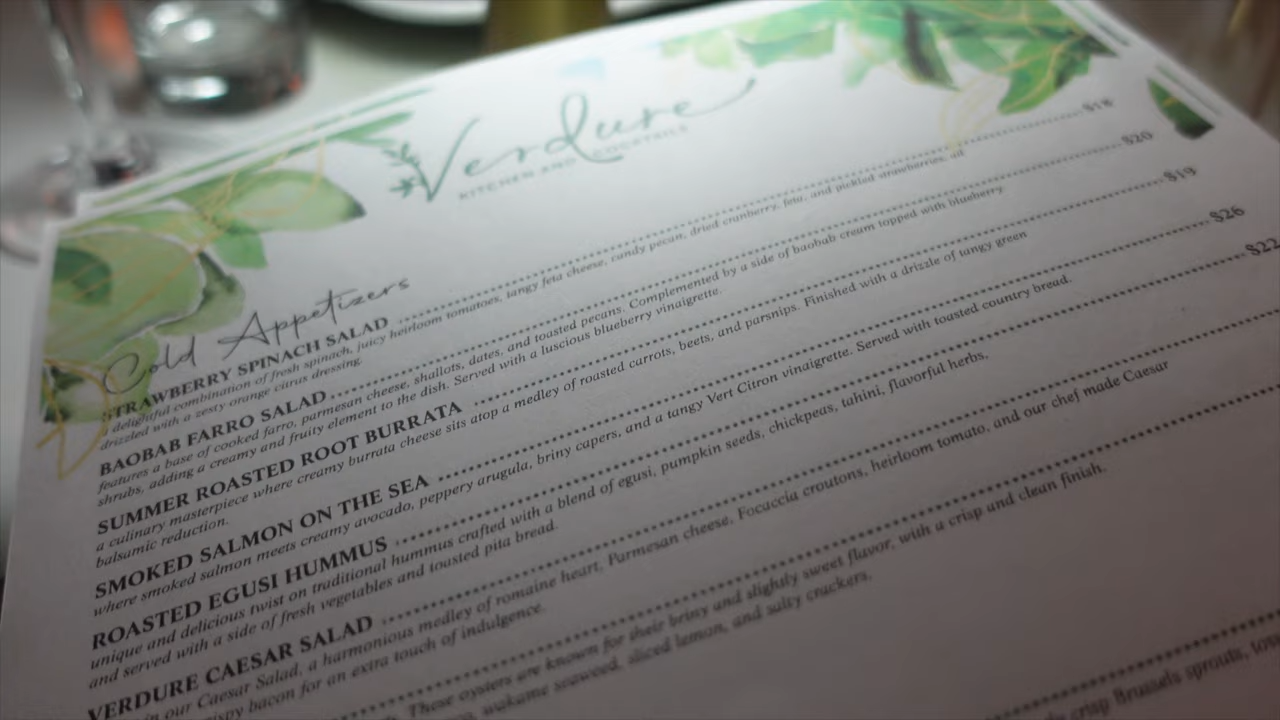 Verdure
KITCHEN AND COCKTAILS
Cold Appetizers
STRAWBERRY SPINACH SALAD ........ $18
delightful combination of fresh spinach, juicy heirloom tomatoes, tangy feta cheese, candy pecan, dried cranberry, feta, and pickled strawberries, all
drizzled with a zesty orange citrus dressing.
BAOBAB FARRO SALAD ........ $20
features a base of cooked farro, parmesan cheese, shallots, dates, and toasted pecans. Complemented by a side of baobab cream topped with blueberry
shrubs, adding a creamy and fruity element to the dish. Served with a luscious blueberry vinaigrette.
SUMMER ROASTED ROOT BURRATA ........ $19
a culinary masterpiece where creamy burrata cheese sits atop a medley of roasted carrots, beets, and parsnips. Finished with a drizzle of tangy green
balsamic reduction.
SMOKED SALMON ON THE SEA ........ $26
where smoked salmon meets creamy avocado, peppery arugula, briny capers, and a tangy Vert Citron vinaigrette. Served with toasted country bread.
ROASTED EGUSI HUMMUS ........ $22
unique and delicious twist on traditional hummus crafted with a blend of egusi, pumpkin seeds, chickpeas, tahini, flavorful herbs,
and served with a side of fresh vegetables and tousted pita bread.
VERDURE CAESAR SALAD ........
in our Caesar Salad, a harmonious medley of romaine heart, Parmesan cheese, Focaccia croutons, heirloom tomato, and our chef made Caesar
crispy bacon for an extra touch of indulgence.
These oysters are known for their briny and slightly sweet flavor, with a crisp and clean finish.
wakame seaweed, sliced lemon, and salty crackers.
crisp Brussels sprouts,